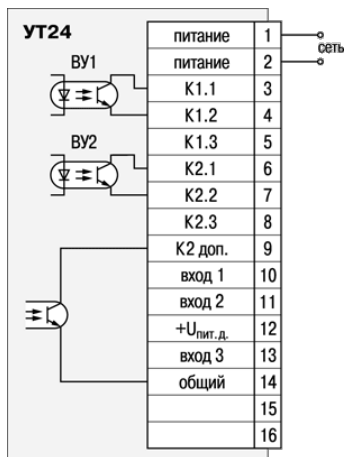 УТ24
ВУ1
ВУ2
питание 1
питание 2
сеть
К1.1 3
К1.2 4
К1.3 5
К2.1 6
К2.2 7
К2.3 8
К2 доп. 9
вход 1 10
вход 2 11
+Uпит.д. 12
вход 3 13
общий 14
15
16